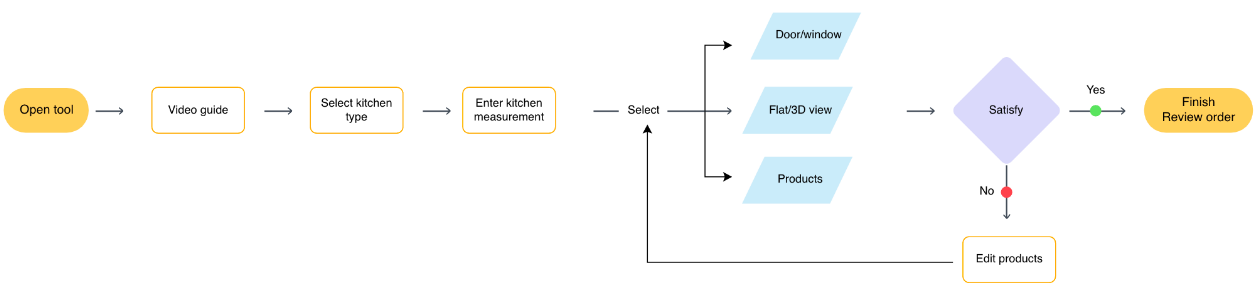 Open tool
Video guide
Select kitchen
type
Enter kitchen
measurement
Select
Door/window
Flat/3D view
Products
Satisfy
Yes
No
Finish
Review order
Edit products